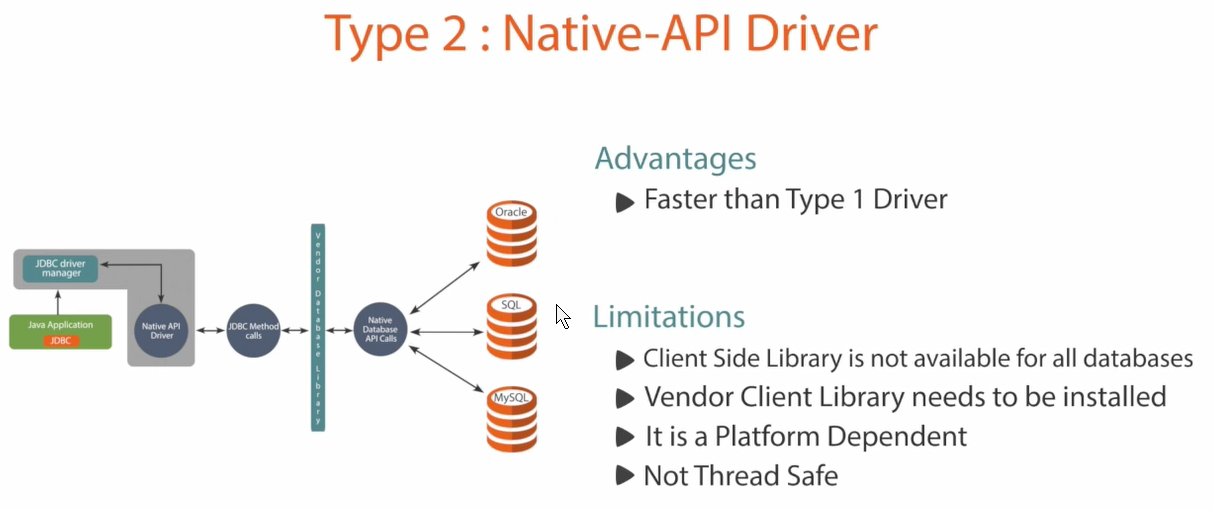 Type 2 : Native-API Driver
Advantages
Faster than Type 1 Driver
Limitations
Client Side Library is not available for all databases
Vendor Client Library needs to be installed
It is a Platform Dependent
Not Thread Safe
JDBC driver
manager
Java Application
JDBC
Native API
Driver
JDBC Method
calls
Vendor Database Library
Native
Database
API Calls
Oracle
SQL
MySQL